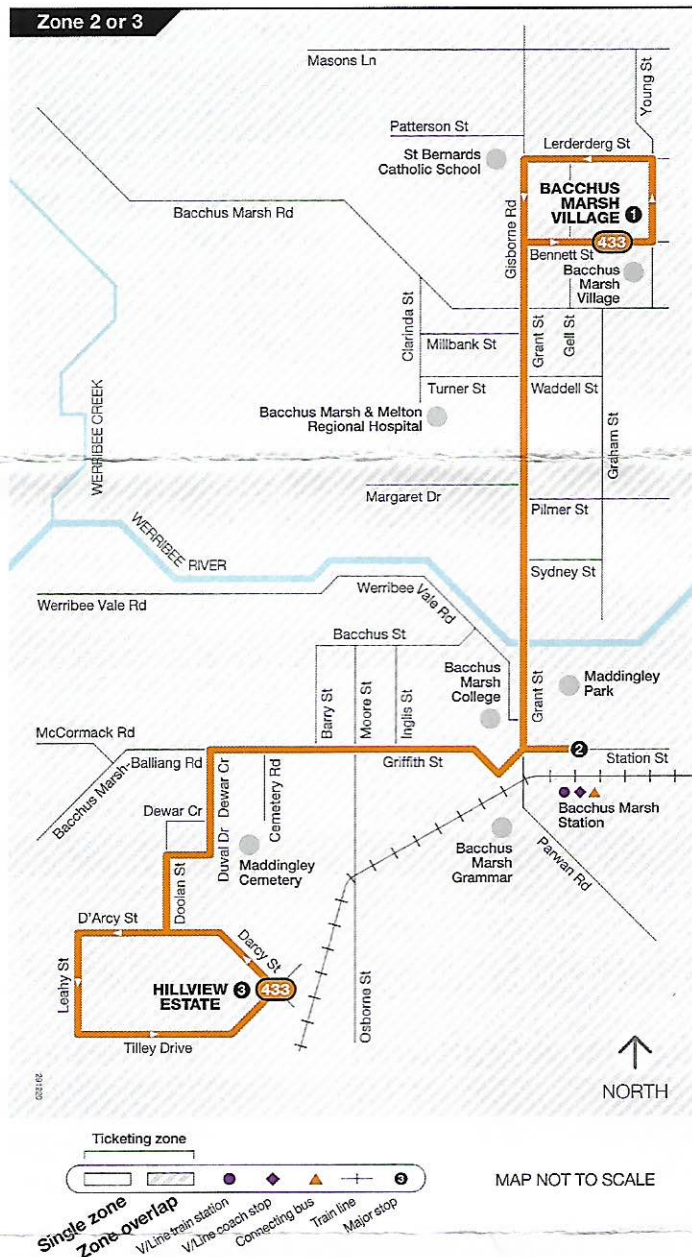 Zone 2 or 3
Masons Ln
Young St
Patterson St
Lerderderg St
St Bernards
Catholic School
BACCHUS
MARSH
VILLAGE 1
Bacchus Marsh Rd
Gisborne Rd
433
Bennett St
Bacchus
Marsh
Village
Clarinda St
Millbank St
Grant St
Gell St
Turner St
Waddell St
Bacchus Marsh & Melton
Regional Hospital
Graham St
WERRIBEE CREEK
Margaret Dr
Pilmer St
WERRIBEE RIVER
Sydney St
Werribee Vale Rd
Werribee
Vale Rd
Bacchus St
Bacchus
Marsh
College
Maddingley
Park
Barry St
Moore St
Inglis St
Grant St
McCormack Rd
2
Bacchus Marsh-Balliang Rd
Griffith St
Station St
Dewar Cr
Cemetery Rd
Dewar Cr
Duval Dr
Bacchus Marsh
Station
Maddingley
Cemetery
Bacchus
Marsh
Grammar
Parwan Rd
Doolan St
D'Arcy St
Darcy St
Leahy St
HILLVIEW
ESTATE 3
433
Osborne St
Tilley Drive
291220
NORTH
Ticketing zone
3
MAP NOT TO SCALE
Single zone
Zone overlap
V/Line train station
V/Line coach stop
Connecting bus
Train line
Major stop